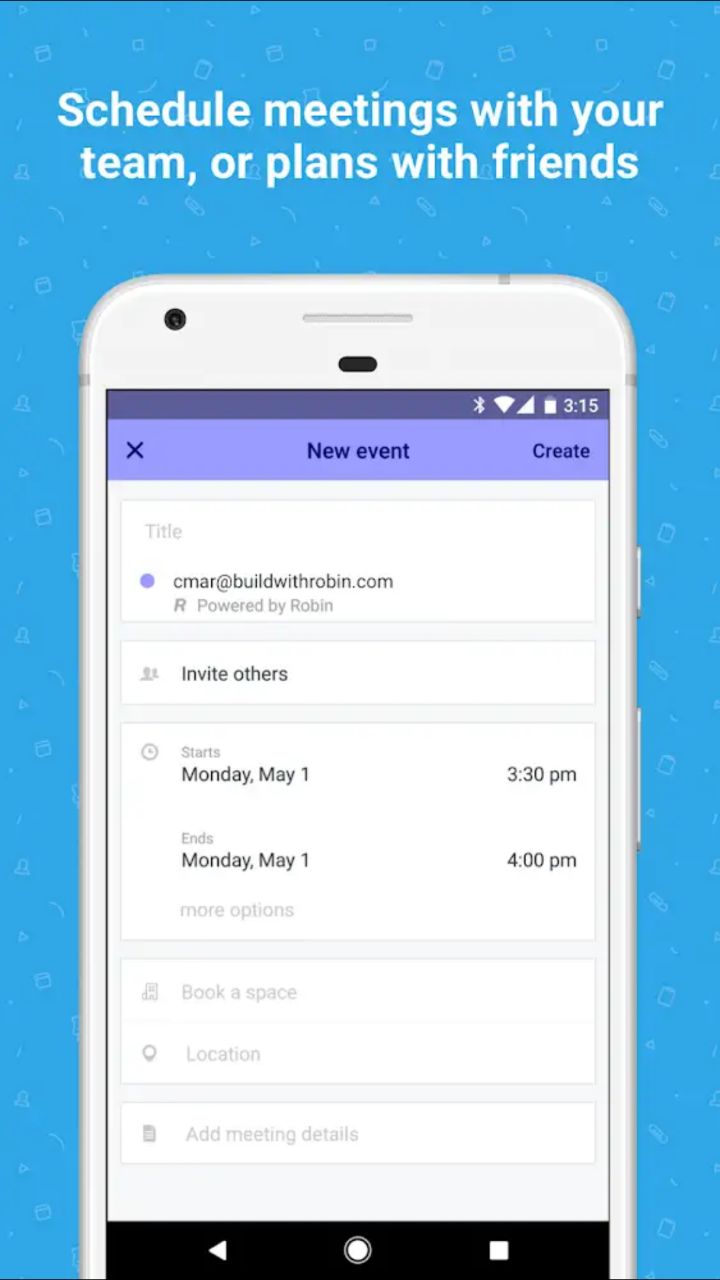 Schedule meetings with your
team, or plans with friends
3:15
New event
Create
Title
cmar@buildwithrobin.com
R Powered by Robin
Invite others
Starts
Monday, May 1
3:30 pm
Ends
Monday, May 1
4:00 pm
more options
Book a space
Location
Add meeting details